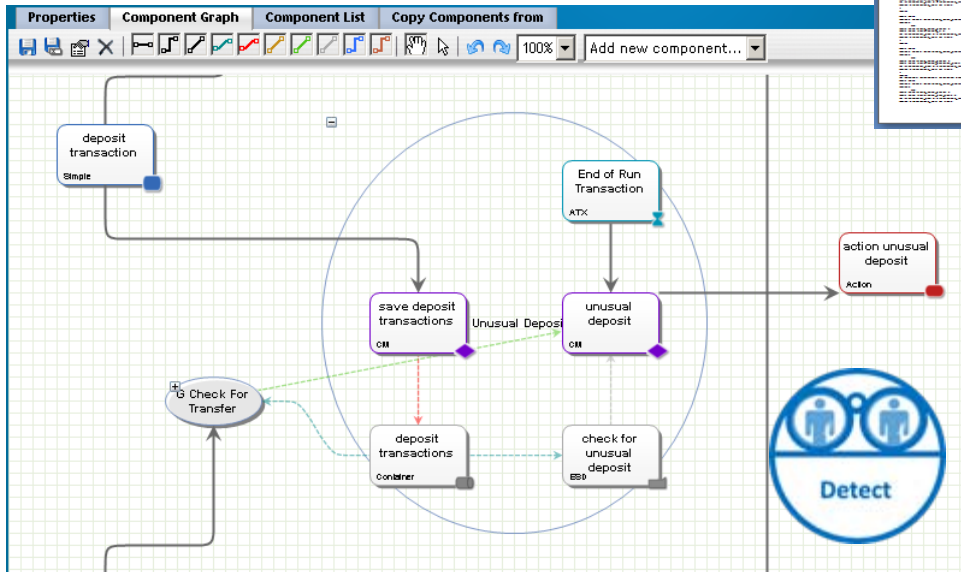 Properties
Component Graph
Component List
Copy Components from
100%
Add new component...
deposit
transaction
Simple
End of Run
Transaction
ATX
action unusual
deposit
Action
save deposit
transactions
CM
Unusual Deposi
unusual
deposit
CM
G Check For
Transfer
deposit
transactions
Container
check for
unusual
deposit
ESD
Detect